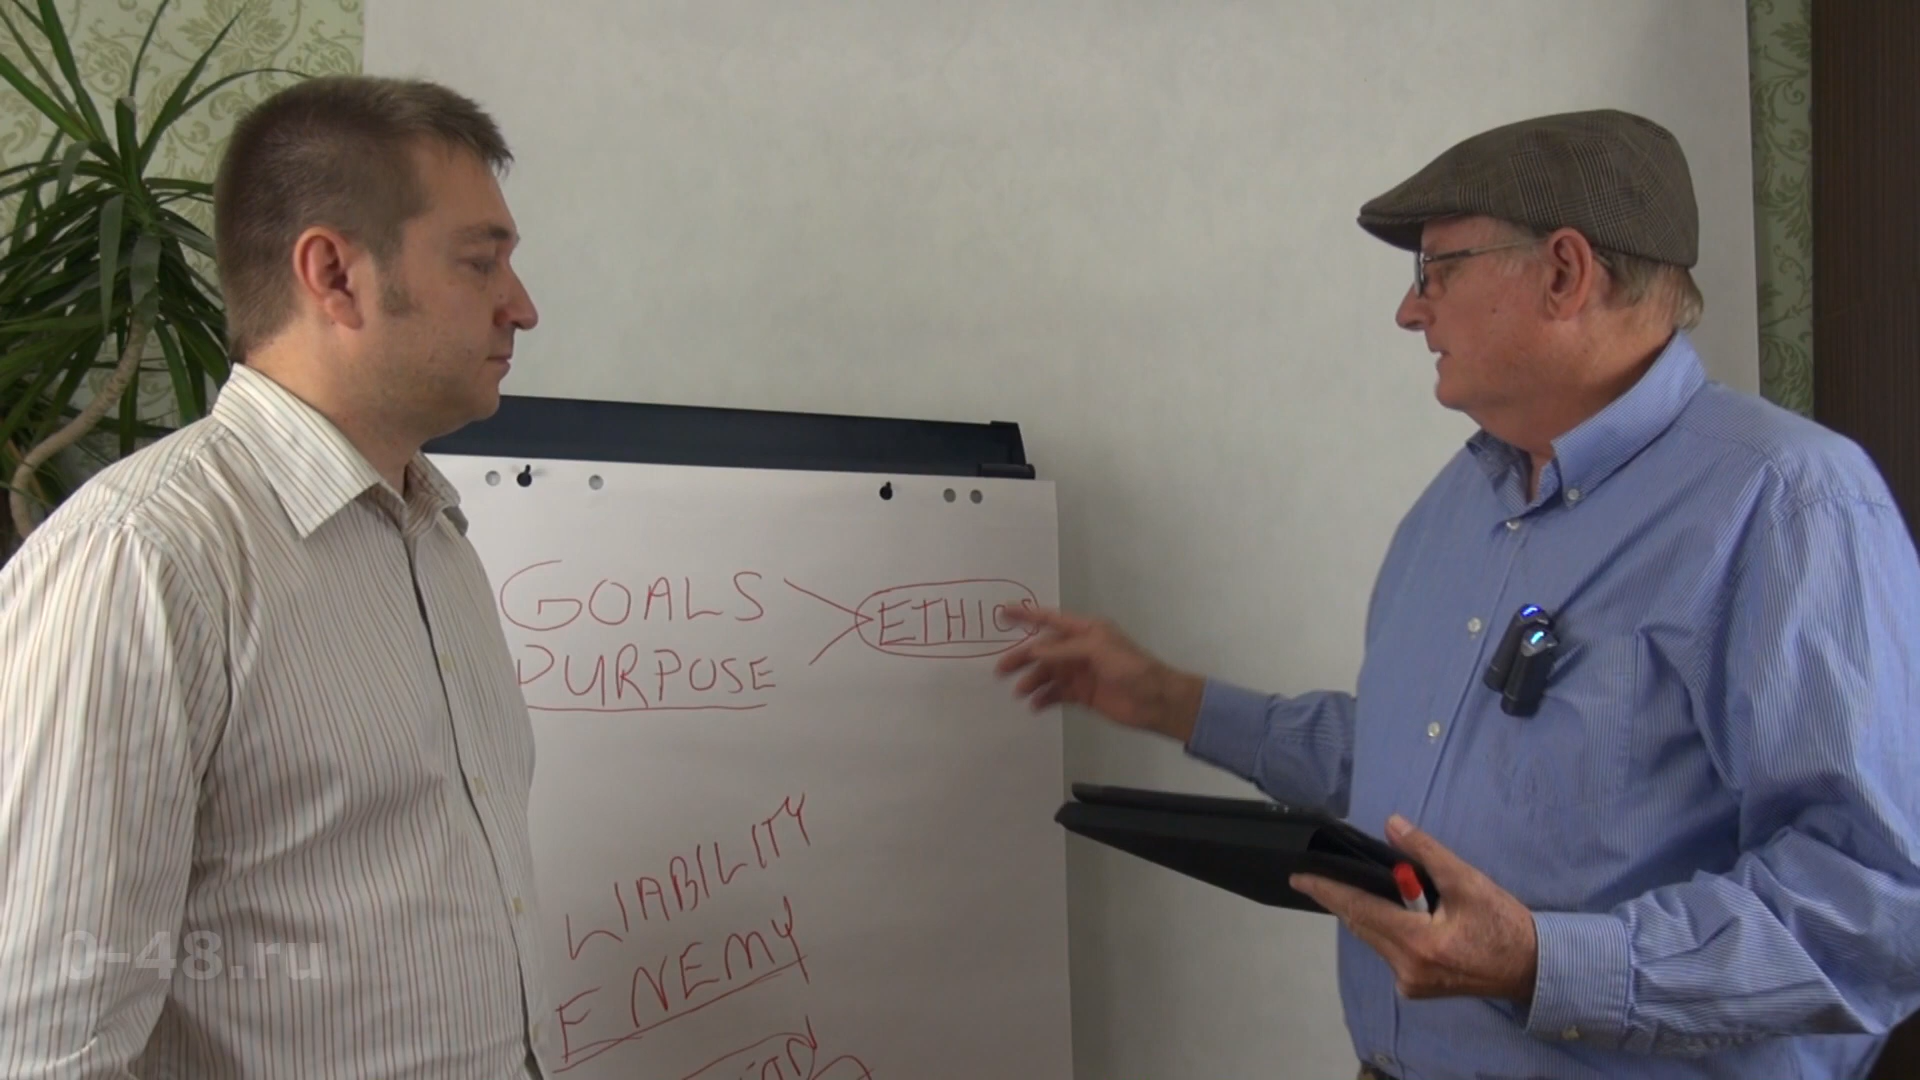 GOALS
ETHICS
PURPOSE
LIABILITY
ENEMY
0-48.ru